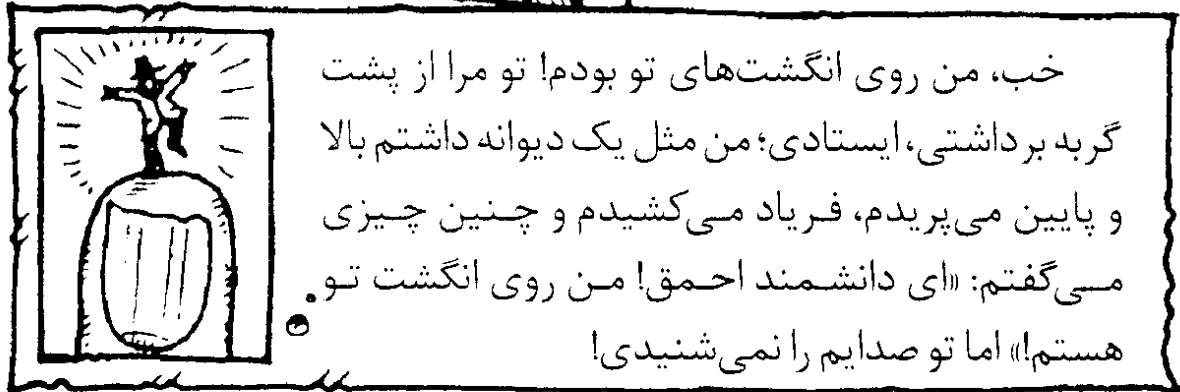 خب، من روی انگشت‌های تو بودم! تو مرا از پشت
گربه برداشتی، ایستادی؛ من مثل یک دیوانه داشتم بالا
و پایین می‌پریدم، فریاد می‌کشیدم و چنین چیزی
می‌گفتم: «ای دانشمند احمق! من روی انگشت تو
هستم!» اما تو صدایم را نمی‌شنیدی!